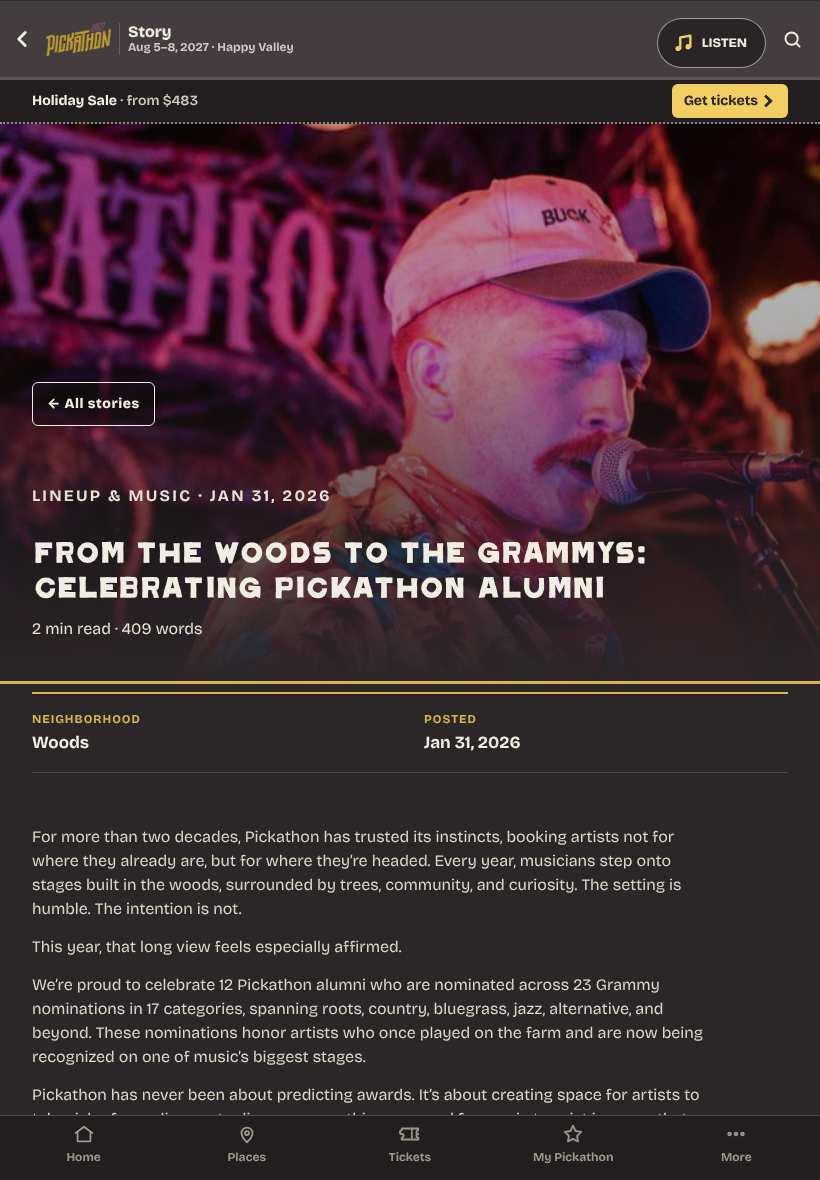 PICKATHON
Story
Aug 5–8, 2027 · Happy Valley
LISTEN
Holiday Sale · from $483
Get tickets
KATHON
BUCK
← All stories
LINEUP & MUSIC · JAN 31, 2026
FROM THE WOODS TO THE GRAMMYS:
CELEBRATING PICKATHON ALUMNI
2 min read · 409 words
NEIGHBORHOOD
Woods
POSTED
Jan 31, 2026
For more than two decades, Pickathon has trusted its instincts, booking artists not for
where they already are, but for where they’re headed. Every year, musicians step onto
stages built in the woods, surrounded by trees, community, and curiosity. The setting is
humble. The intention is not.
This year, that long view feels especially affirmed.
We’re proud to celebrate 12 Pickathon alumni who are nominated across 23 Grammy
nominations in 17 categories, spanning roots, country, bluegrass, jazz, alternative, and
beyond. These nominations honor artists who once played on the farm and are now being
recognized on one of music’s biggest stages.
Pickathon has never been about predicting awards. It’s about creating space for artists to
Home
Places
Tickets
My Pickathon
More